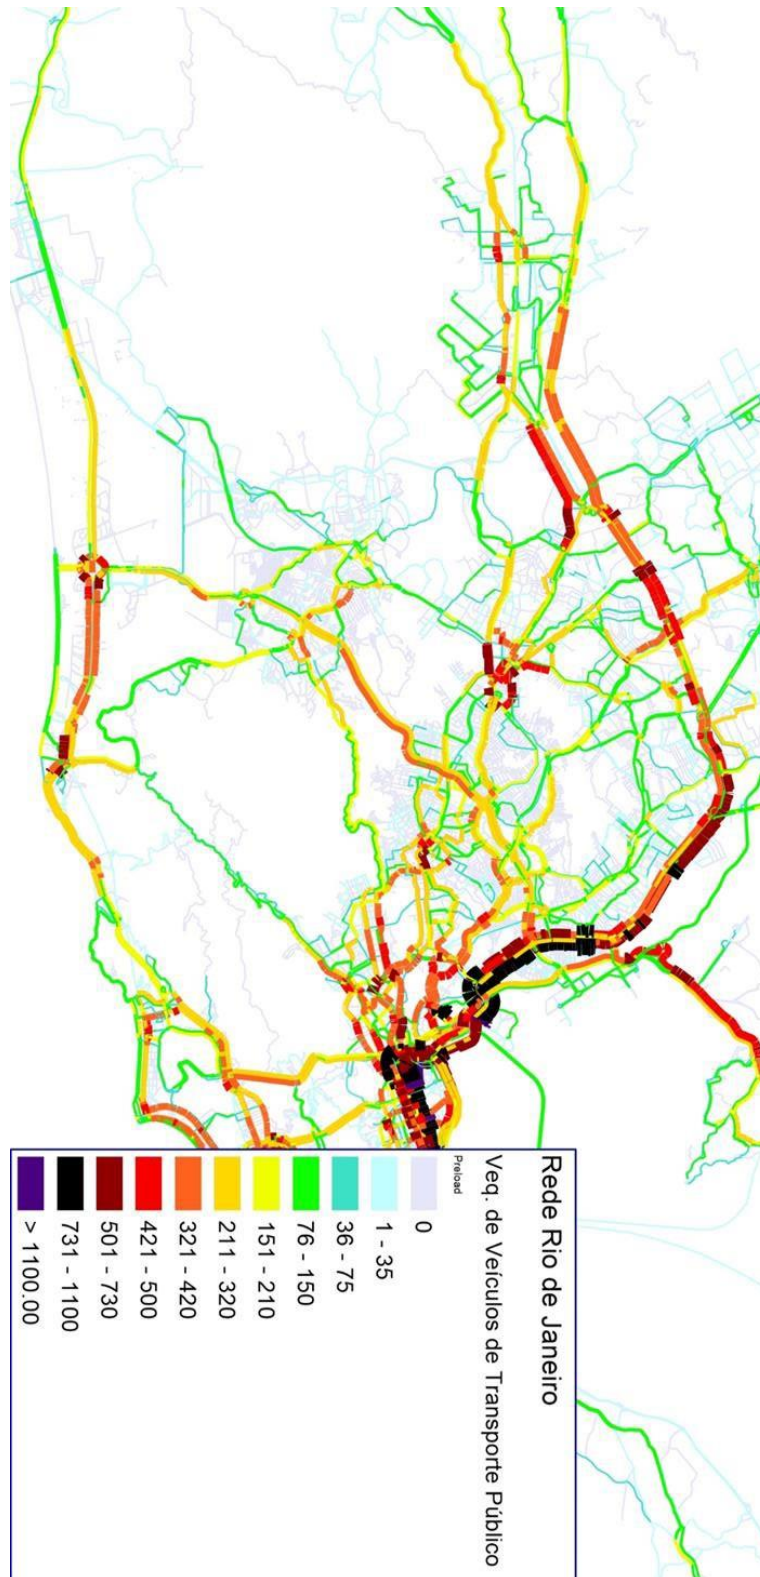 Rede Rio de Janeiro
Veq. de Veículos de Transporte Público
Preload
0
1 - 35
36 - 75
76 - 150
151 - 210
211 - 320
321 - 420
421 - 500
501 - 730
731 - 1100
> 1100.00